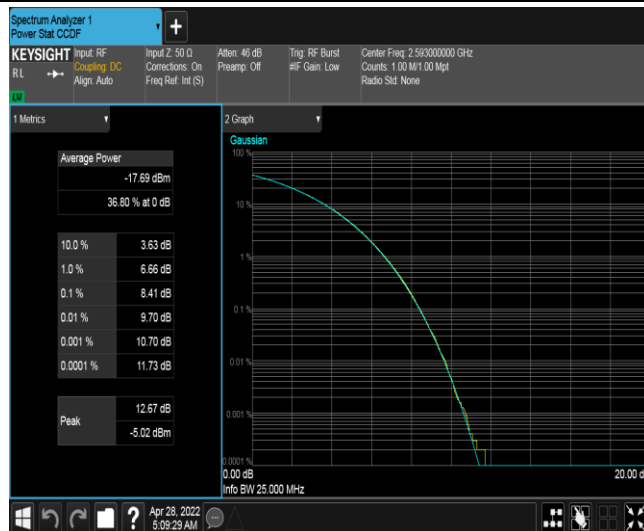 Spectrum Analyzer 1
Power Stat CCDF
+
KEYSIGHT
RL
LV
Input: RF
Coupling: DC
Align: Auto
Input Z: 50 Ω
Corrections: On
Freq Ref: Int (S)
Atten: 46 dB
Preamp: Off
Trig: RF Burst
#IF Gain: Low
Center Freq: 2.593000000 GHz
Counts: 1.00 M/1.00 Mpt
Radio Std: None
1 Metrics
Average Power
-17.69 dBm
36.80 % at 0 dB
10.0 % 3.63 dB
1.0 % 6.66 dB
0.1 % 8.41 dB
0.01 % 9.70 dB
0.001 % 10.70 dB
0.0001 % 11.73 dB
Peak
12.67 dB
-5.02 dBm
2 Graph
Gaussian
100 %
10 %
1 %
0.1 %
0.01 %
0.001 %
0.0001 %
0.00 dB
20.00 d
Info BW 25.000 MHz
?
Apr 28, 2022
5:09:29 AM